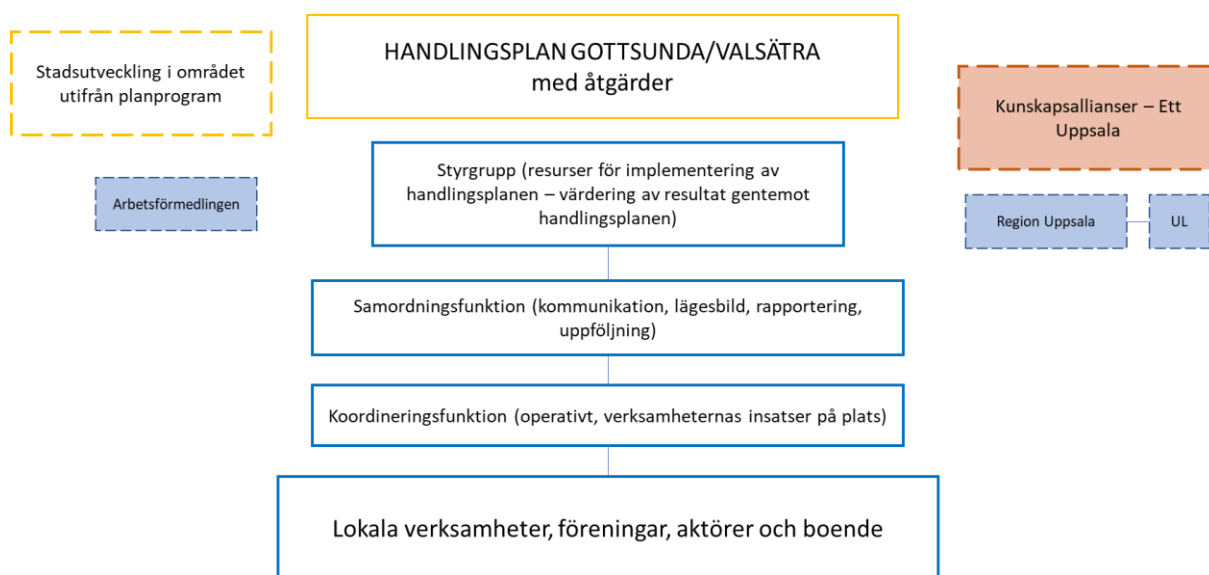 HANDLINGSPLAN GOTTSUNDA/VALSÄTRA
med åtgärder
Stadsutveckling i området
utifrån planprogram
Kunskapsallianser – Ett
Uppsala
Styrgrupp (resurser för implementering av
handlingsplanen – värdering av resultat gentemot
handlingsplanen)
Arbetsförmedlingen
Region Uppsala
UL
Samordningsfunktion (kommunikation, lägesbild, rapportering,
uppföljning)
Koordineringsfunktion (operativt, verksamheternas insatser på plats)
Lokala verksamheter, föreningar, aktörer och boende